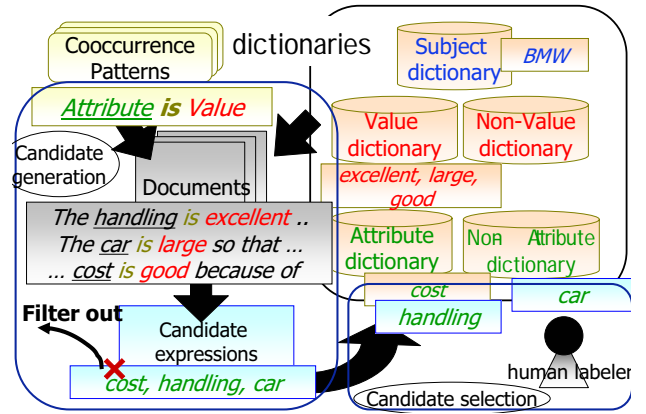 Cooccurrence
Patterns
dictionaries
Subject
dictionary
BMW
Attribute is Value
Candidate
generation
Documents
Value
dictionary
Non-Value
dictionary
excellent, large,
good
The handling is excellent ..
The car is large so that ...
... cost is good because of
Attribute
dictionary
Non- Attribute
dictionary
cost
handling
car
Filter out
Candidate
expressions
cost, handling, car
human labeler
Candidate selection